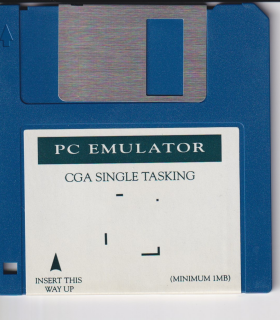 PC EMULATOR
CGA SINGLE TASKING
INSERT THIS
WAY UP
(MINIMUM 1MB)